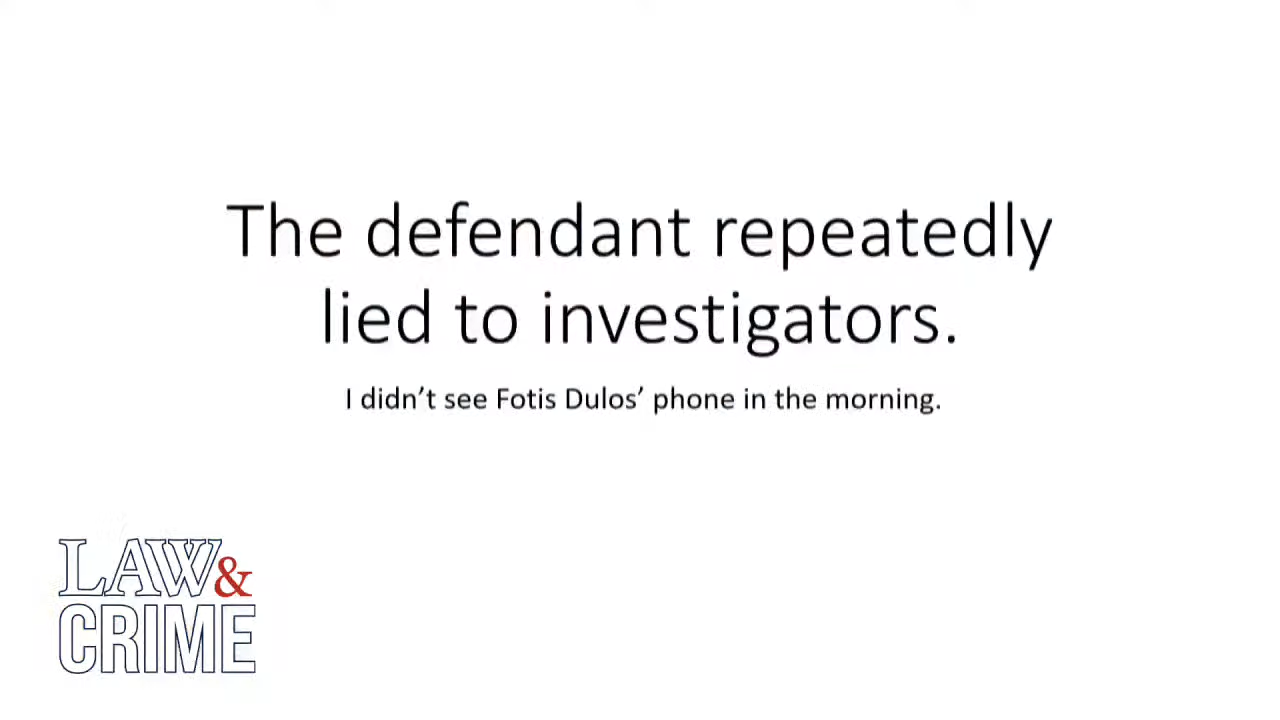 The defendant repeatedly
lied to investigators.
I didn’t see Fotis Dulos’ phone in the morning.
LAW&
CRIME